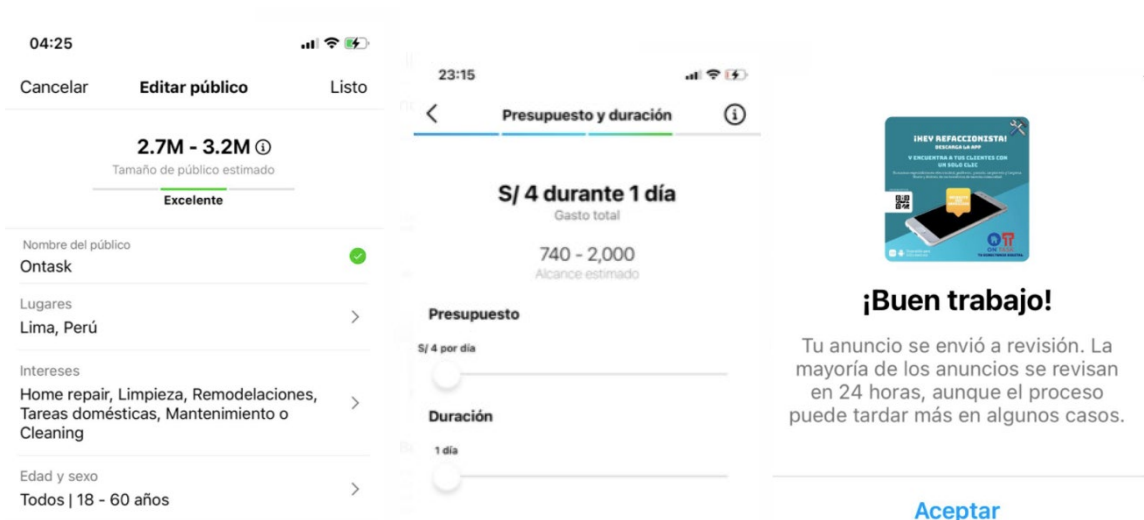 04:25
Cancelar Editar público Listo
2.7M - 3.2M
Tamaño de público estimado
Excelente
Nombre del público
Ontask
Lugares
Lima, Perú
Intereses
Home repair, Limpieza, Remodelaciones,
Tareas domésticas, Mantenimiento o
Cleaning
Edad y sexo
Todos | 18 - 60 años
23:15
Presupuesto y duración
S/ 4 durante 1 día
Gasto total
740 - 2,000
Alcance estimado
Presupuesto
S/ 4 por día
Duración
1 día
¡HEY REFACCIONISTA!
DESCARGA LA APP
Y ENCUENTRA A TUS CLIENTES CON
UN SOLO CLIC
¡Buen trabajo!
Tu anuncio se envió a revisión. La
mayoría de los anuncios se revisan
en 24 horas, aunque el proceso
puede tardar más en algunos casos.
Aceptar